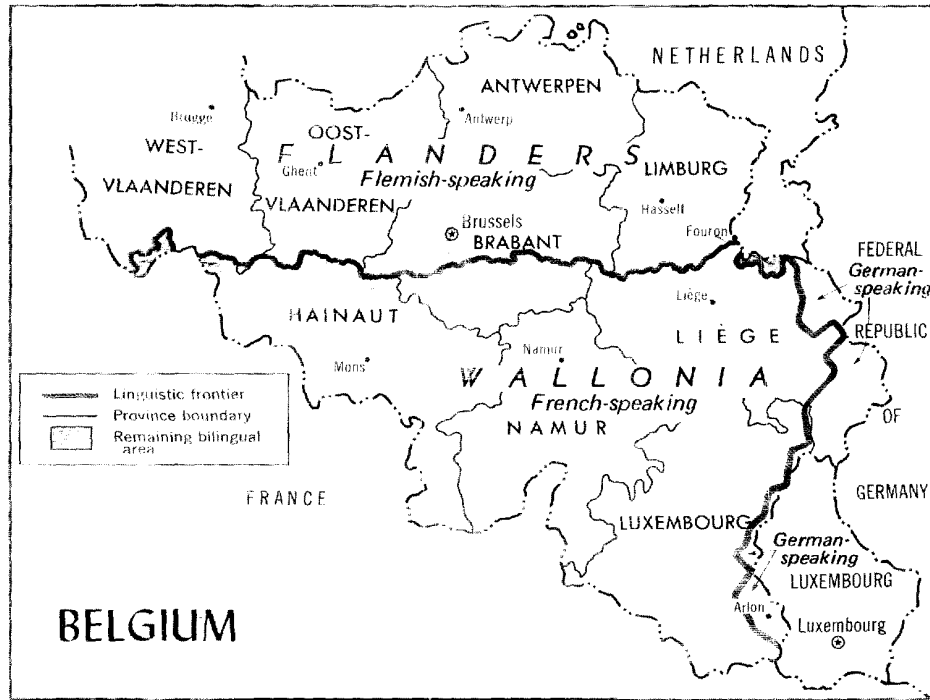 NETHERLANDS
ANTWERPEN
Brugge
Antwerp
WEST-
VLAANDEREN
OOST-
VLAANDEREN
FLANDERS
Flemish-speaking
Ghent
LIMBURG
Hasselt
Fouron
Brussels
BRABANT
FEDERAL
REPUBLIC
OF
GERMANY
German-
speaking
Liège
LIÈGE
HAINAUT
Mons
Namur
WALLONIA
French-speaking
NAMUR
Linguistic frontier
Province boundary
Remaining bilingual
area
FRANCE
LUXEMBOURG
German-
speaking
LUXEMBOURG
Arlon
Luxembourg
BELGIUM